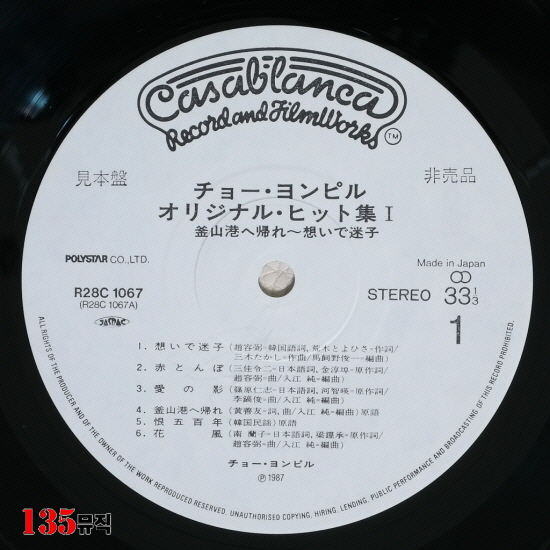 Casablanca
Record and FilmWorks TM
見本盤
非売品
チョー・ヨンピル
オリジナル・ヒット集 I
釜山港へ帰れ～想いで迷子
POLYSTAR CO., LTD.
Made in Japan
R28C 1067
(R28C 1067A)
JASRAC
STEREO 33 1/3
1
1. 想いで迷子 (趙容弼=韓国語詞, 荒木とよひさ=作詞/
三木たかし=作曲/馬飼野俊一=編曲)
2. 赤とんぼ (三佳令二=日本語詞, 金淳埻=原作詞/
趙容弼=曲/入江 純=編曲)
3. 愛の影 (篠原仁志=日本語詞, 河智暎=原作詞/
李鎬俊=曲/入江 純=編曲)
4. 釜山港へ帰れ (黄善友=詞, 曲/入江 純=編曲) 原語
5. 恨五百年 (韓国民謡) 原語
6. 花風 (南 蘭子=日本語詞, 梁鐘承=原作詞/
趙容弼=曲/入江 純=編曲)
チョー・ヨンピル
℗1987
ALL RIGHTS OF THE PRODUCER AND OF THE OWNER OF THE WORK REPRODUCED RESERVED. UNAUTHORISED COPYING, HIRING, LENDING, PUBLIC PERFORMANCE AND BROADCASTING OF THIS RECORD PROHIBITED
135뮤직